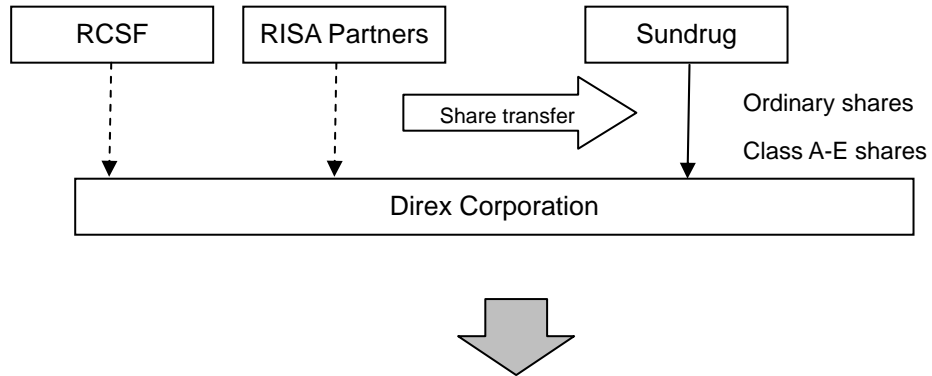 RCSF
RISA Partners
Sundrug
Share transfer
Ordinary shares
Class A-E shares
Direx Corporation